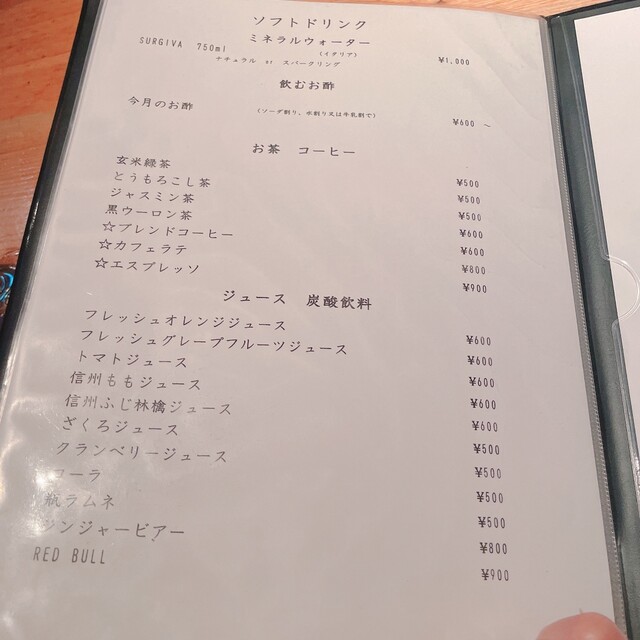 ソフトドリンク
ミネラルウォーター
SURGIVA 750ml (イタリア) ¥1,000
ナチュラル or スパークリング
飲むお酢
今月のお酢 (ソーダ割り、水割り又は牛乳割で) ¥600 ～
お茶 コーヒー
玄米緑茶 ¥500
とうもろこし茶 ¥500
ジャスミン茶 ¥500
黒ウーロン茶 ¥600
☆ブレンドコーヒー ¥600
☆カフェラテ ¥800
☆エスプレッソ ¥900
ジュース 炭酸飲料
フレッシュオレンジジュース ¥600
フレッシュグレープフルーツジュース ¥600
トマトジュース ¥600
信州ももジュース ¥600
信州ふじ林檎ジュース ¥600
ざくろジュース ¥500
クランベリージュース ¥500
コーラ ¥500
瓶ラムネ ¥500
ジンジャービアー ¥800
RED BULL ¥900